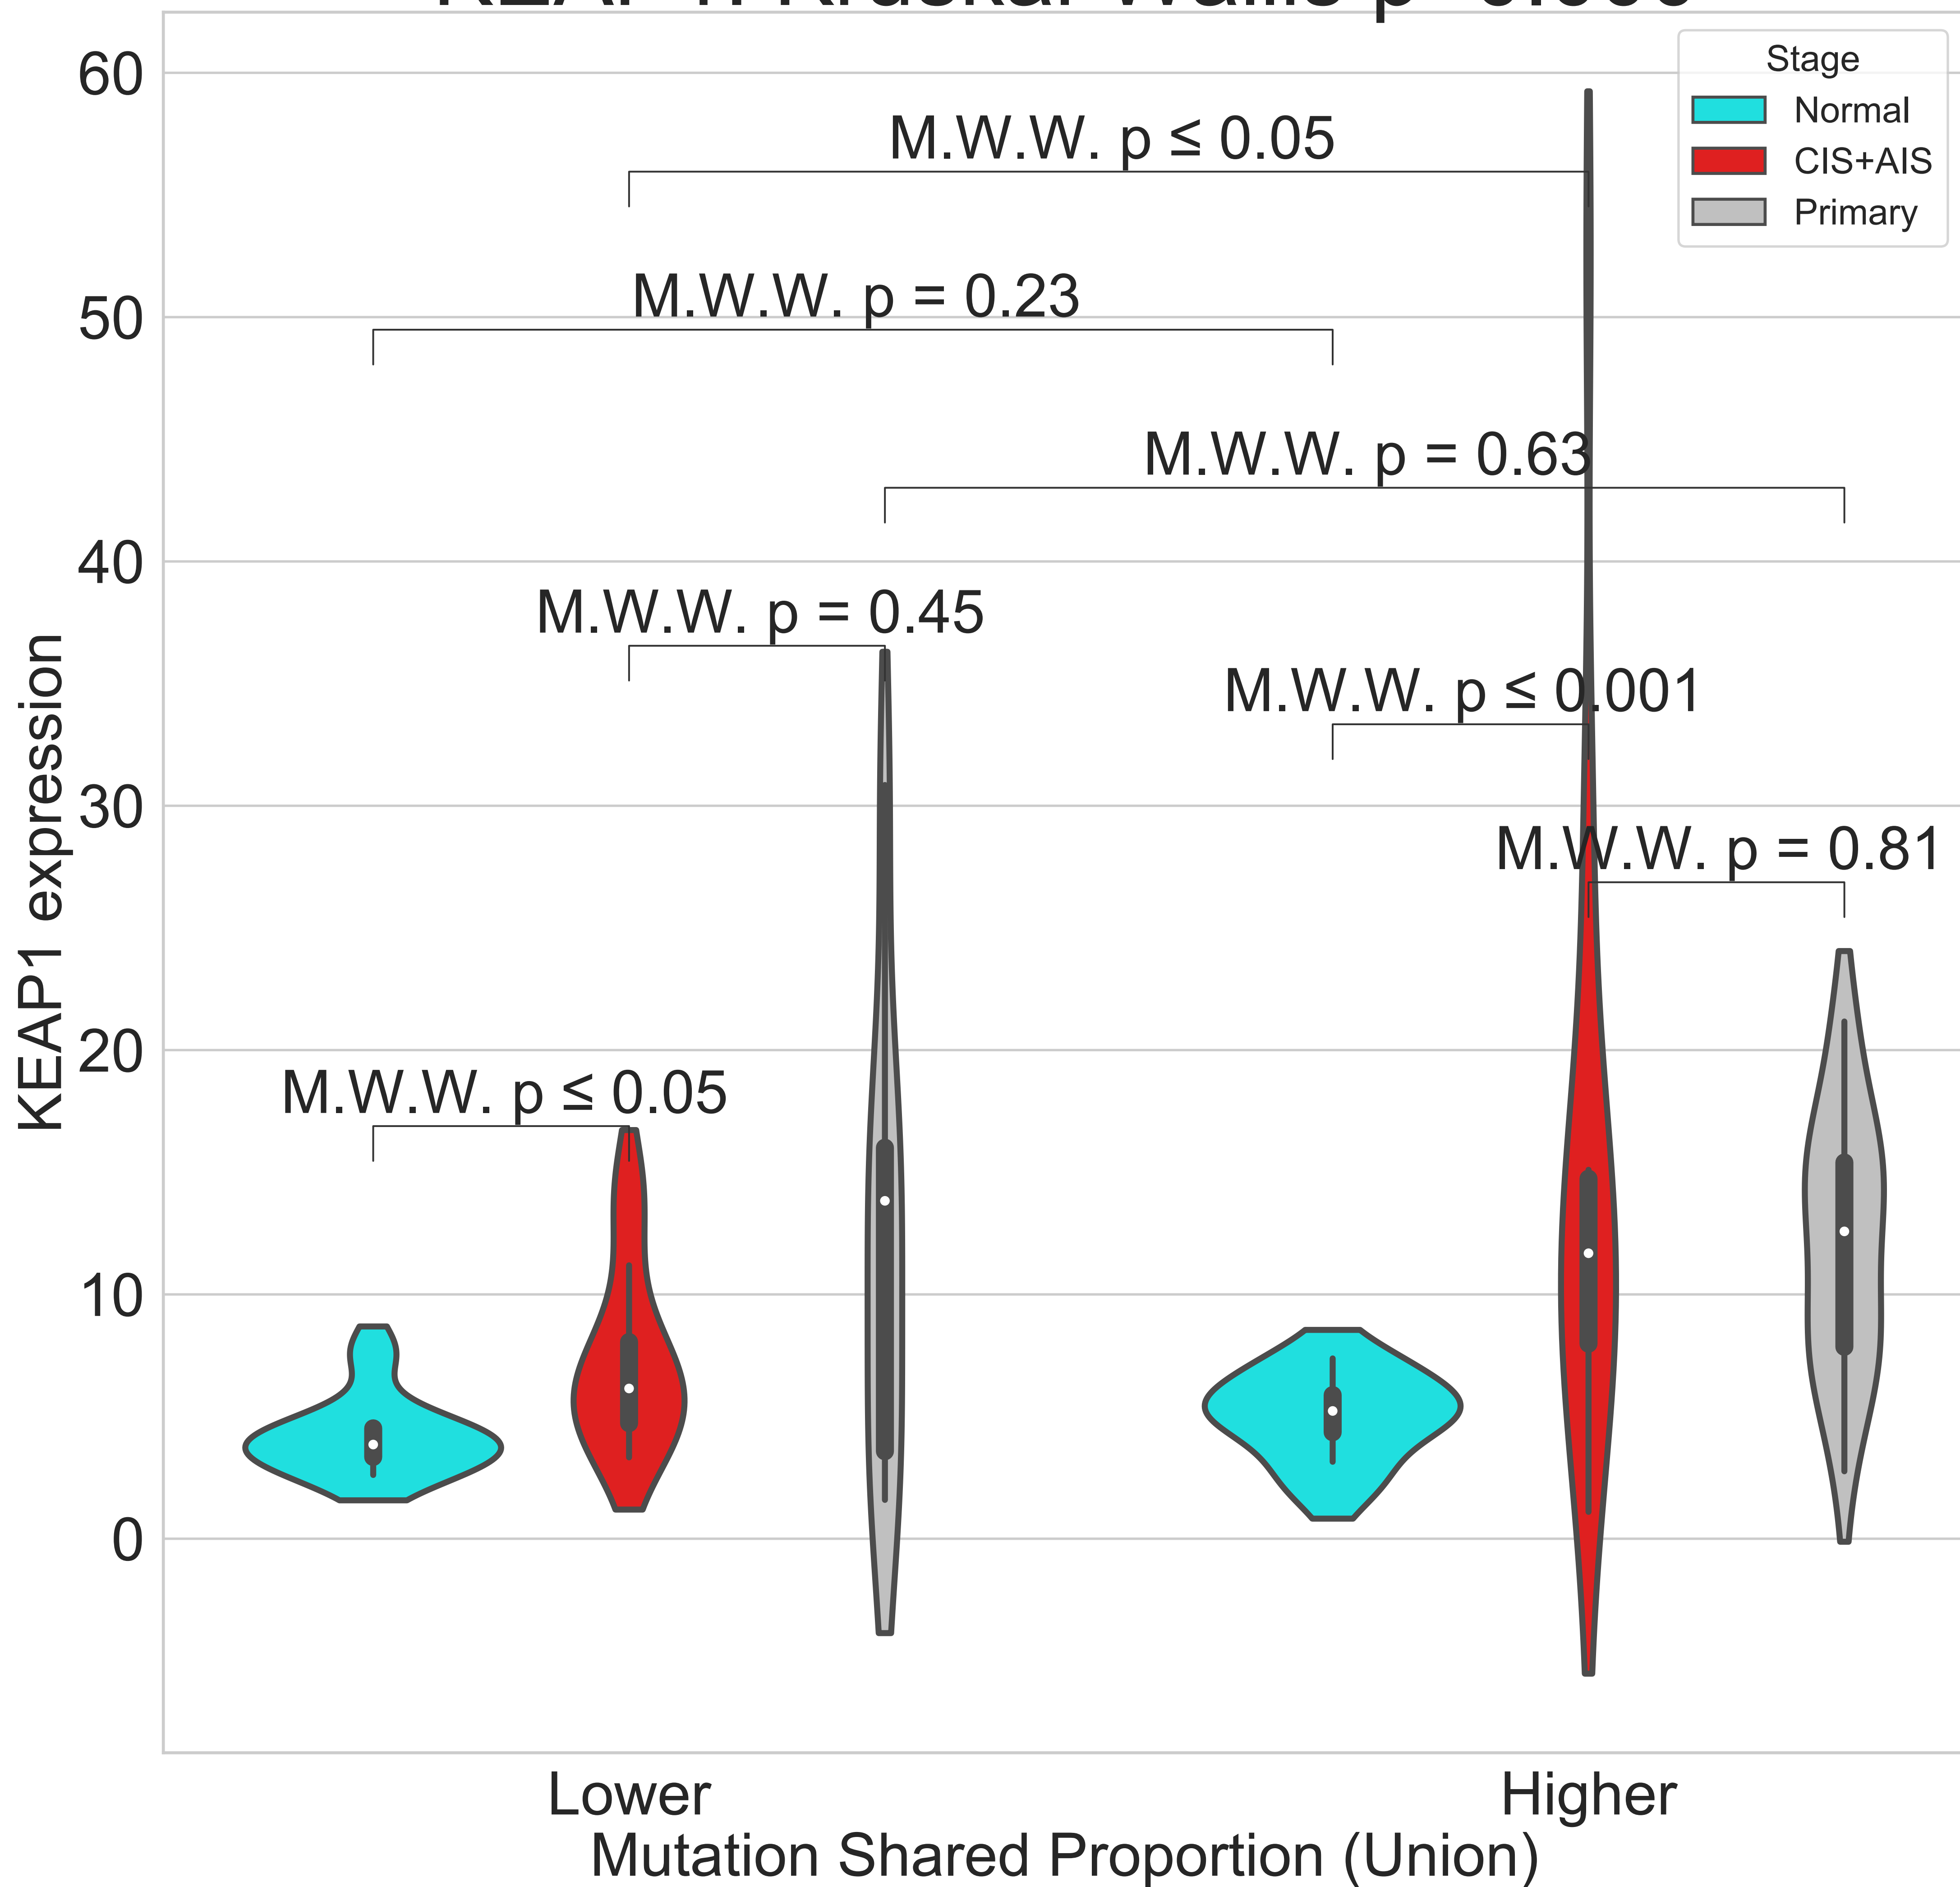 60
50
40
30
20
10
0
KEAP1 expression
Stage
Normal
CIS+AIS
Primary
M.W.W. p ≤ 0.05
M.W.W. p = 0.23
M.W.W. p = 0.63
M.W.W. p = 0.45
M.W.W. p ≤ 0.001
M.W.W. p = 0.81
M.W.W. p ≤ 0.05
Lower
Higher
Mutation Shared Proportion (Union)